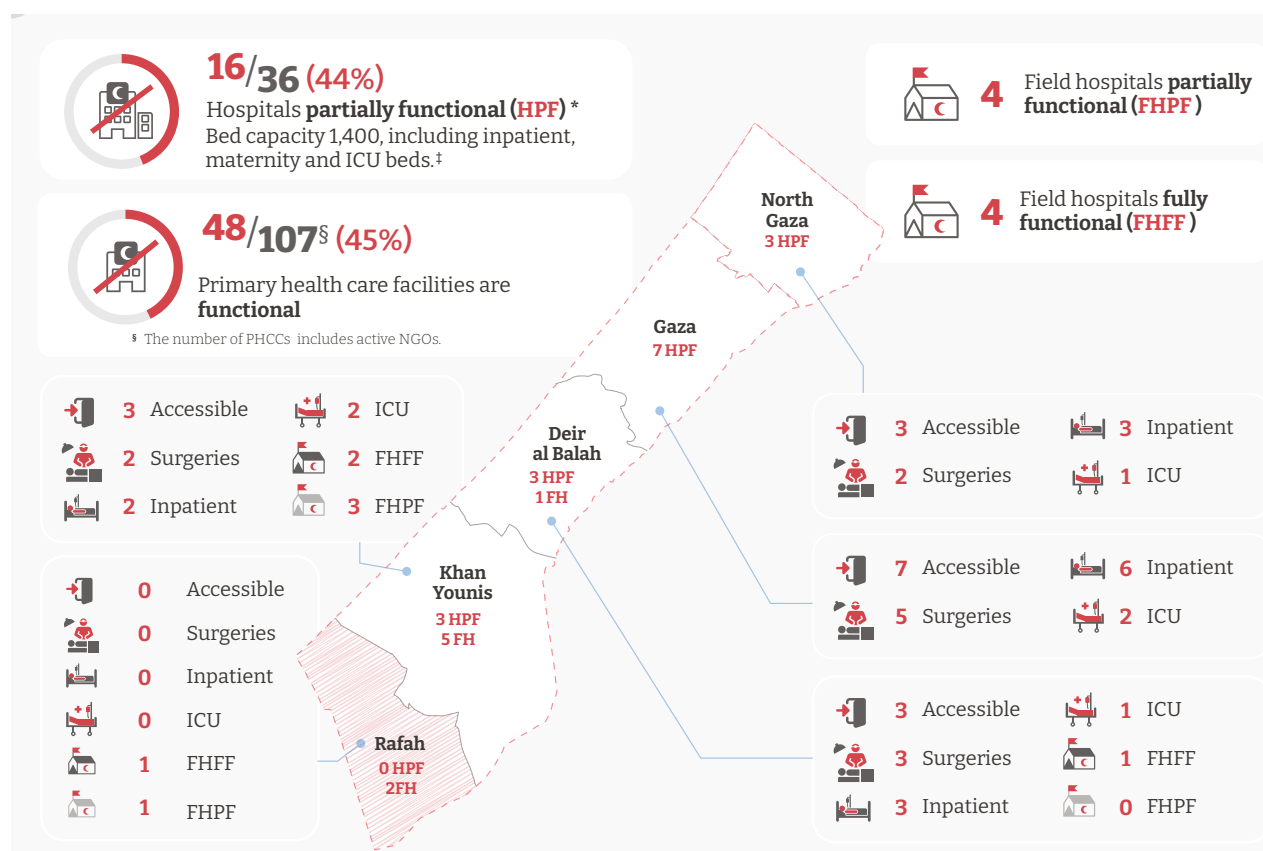 16/36 (44%)
Hospitals partially functional (HPF) *
Bed capacity 1,400, including inpatient,
maternity and ICU beds.‡
48/107§ (45%)
Primary health care facilities are
functional
§ The number of PHCCs includes active NGOs.
4 Field hospitals partially
functional (FHPF )
4 Field hospitals fully
functional (FHFF )
North
Gaza
3 HPF
Gaza
7 HPF
Deir
al Balah
3 HPF
1 FH
Khan
Younis
3 HPF
5 FH
Rafah
0 HPF
2FH
3 Accessible 2 ICU
2 Surgeries 2 FHFF
2 Inpatient 3 FHPF
0 Accessible
0 Surgeries
0 Inpatient
0 ICU
1 FHFF
1 FHPF
3 Accessible 3 Inpatient
2 Surgeries 1 ICU
7 Accessible 6 Inpatient
5 Surgeries 2 ICU
3 Accessible 1 ICU
3 Surgeries 1 FHFF
3 Inpatient 0 FHPF